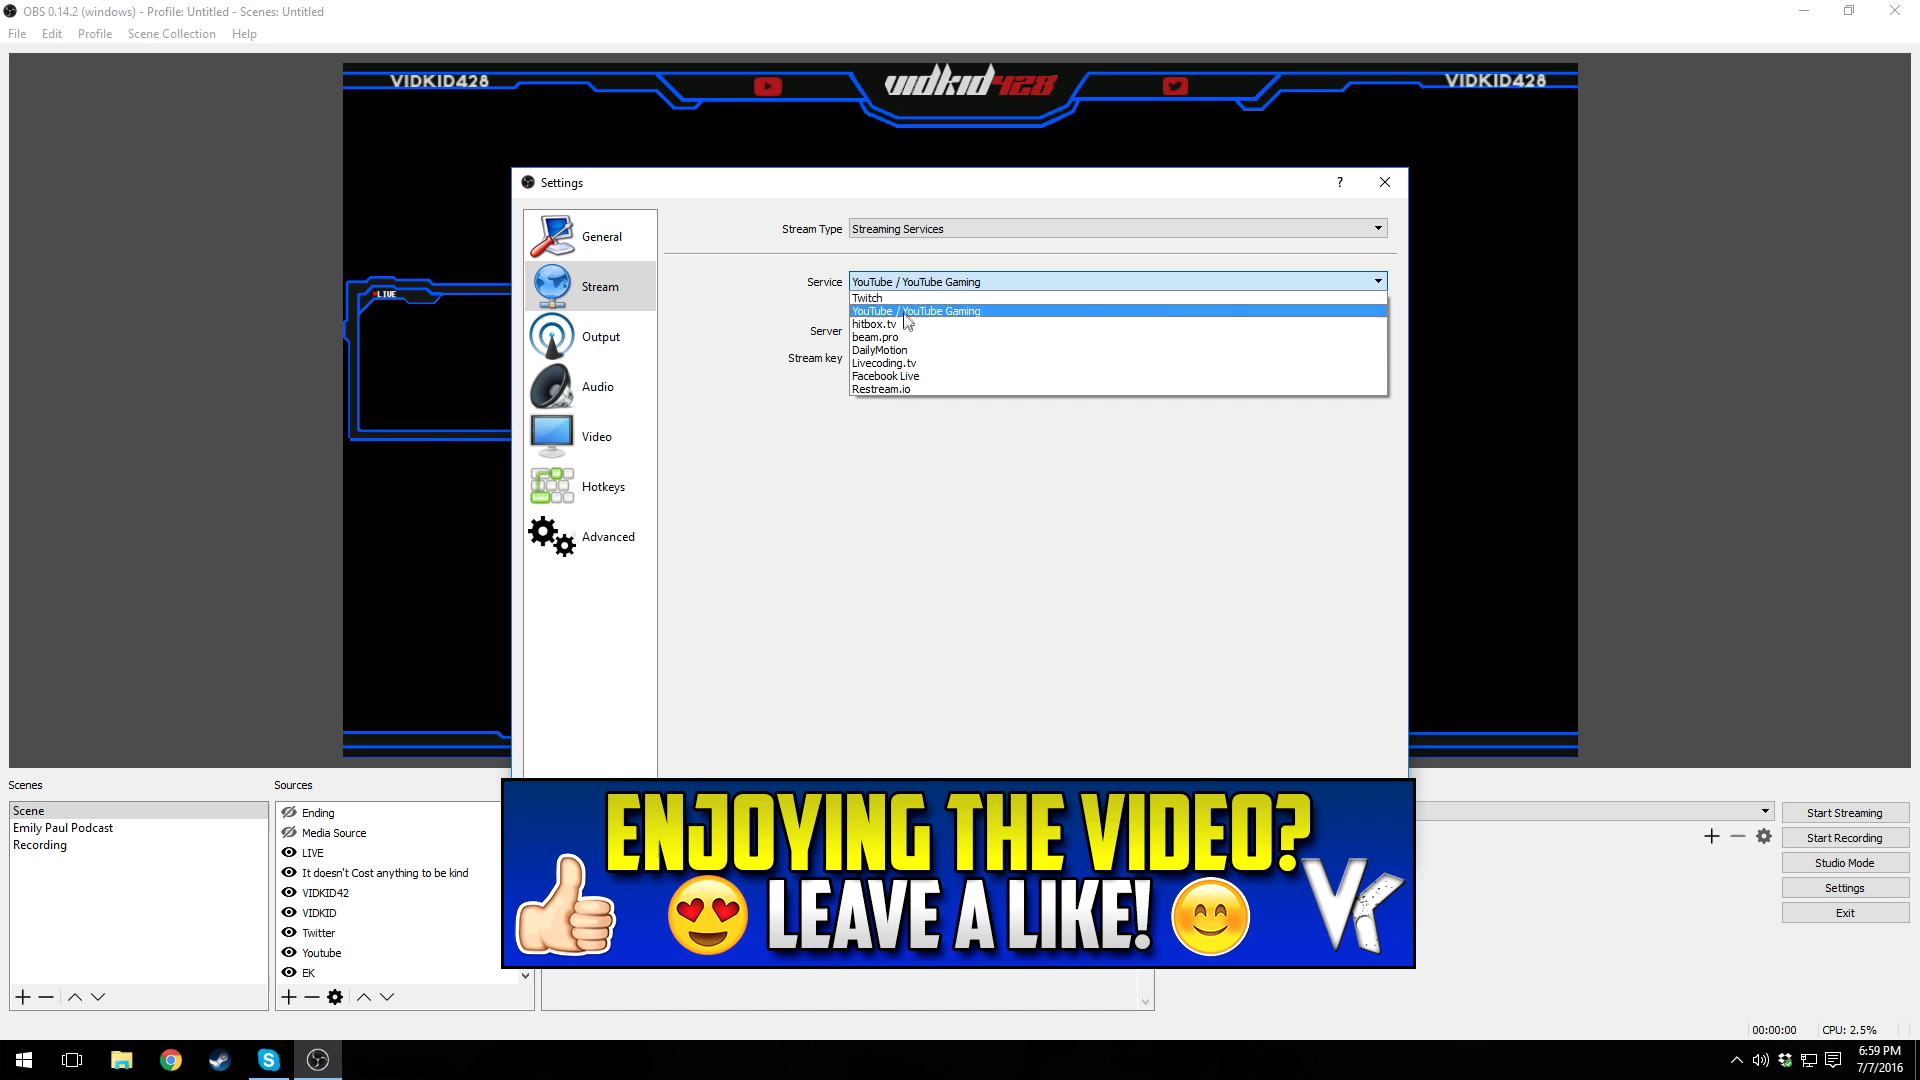 OBS 0.14.2 (windows) - Profile: Untitled - Scenes: Untitled
File Edit Profile Scene Collection Help
VIDKID428
vidkid428
VIDKID428
LIVE
Settings
?
General
Stream
Output
Audio
Video
Hotkeys
Advanced
Stream Type Streaming Services
Service YouTube / YouTube Gaming
Twitch
YouTube / YouTube Gaming
hitbox.tv
beam.pro
DailyMotion
Livecoding.tv
Facebook Live
Restream.io
Server
Stream key
Scenes
Scene
Emily Paul Podcast
Recording
Sources
Ending
Media Source
LIVE
It doesn't Cost anything to be kind
VIDKID42
VIDKID
Twitter
Youtube
EK
ENJOYING THE VIDEO?
LEAVE A LIKE!
VK
Start Streaming
Start Recording
Studio Mode
Settings
Exit
00:00:00 CPU: 2.5%
6:59 PM
7/7/2016